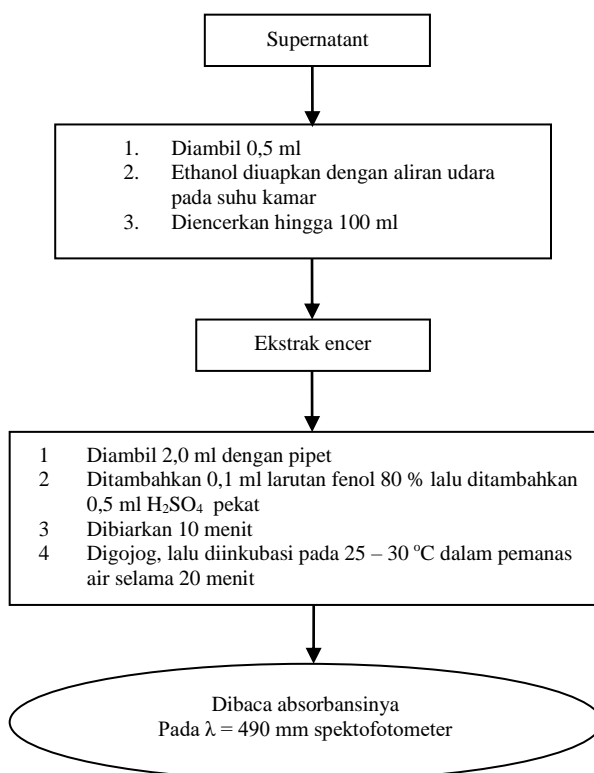 Supernatant
1. Diambil 0,5 ml
2. Ethanol diuapkan dengan aliran udara
pada suhu kamar
3. Diencerkan hingga 100 ml
Ekstrak encer
1 Diambil 2,0 ml dengan pipet
2 Ditambahkan 0,1 ml larutan fenol 80 % lalu ditambahkan
0,5 ml H₂SO₄ pekat
3 Dibiarkan 10 menit
4 Digojog, lalu diinkubasi pada 25 – 30 °C dalam pemanas
air selama 20 menit
Dibaca absorbansinya
Pada λ = 490 mm spektofotometer